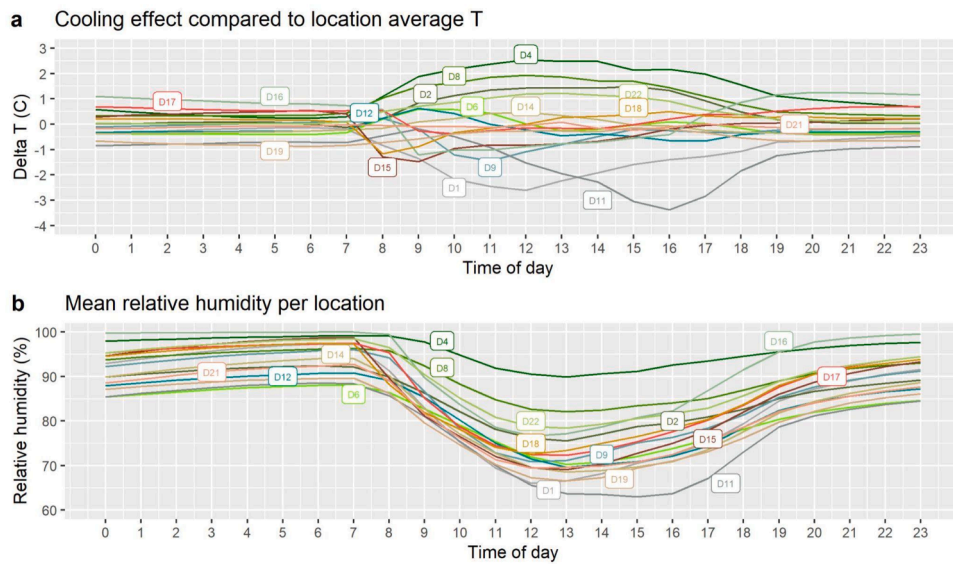 a Cooling effect compared to location average T
Delta T (C)
3
2
1
0
-1
-2
-3
-4
D17
D16
D19
D12
D15
D2
D8
D4
D6
D14
D22
D18
D21
D9
D1
D11
0 1 2 3 4 5 6 7 8 9 10 11 12 13 14 15 16 17 18 19 20 21 22 23
Time of day
b Mean relative humidity per location
Relative humidity (%)
100
90
80
70
60
D4
D16
D14
D8
D21
D12
D17
D6
D22
D2
D18
D15
D9
D19
D1
D11
0 1 2 3 4 5 6 7 8 9 10 11 12 13 14 15 16 17 18 19 20 21 22 23
Time of day